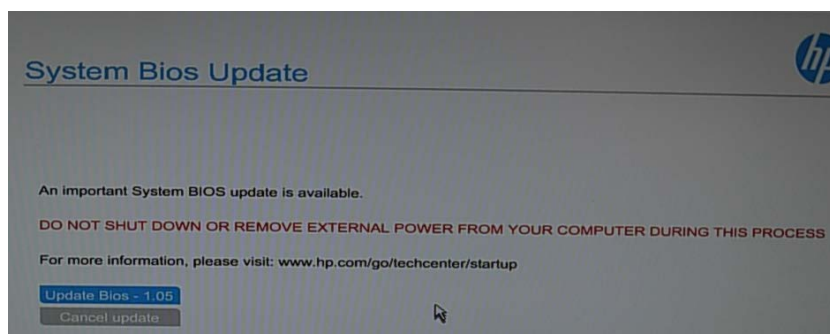 System Bios Update
hp
An important System BIOS update is available.
DO NOT SHUT DOWN OR REMOVE EXTERNAL POWER FROM YOUR COMPUTER DURING THIS PROCESS
For more information, please visit: www.hp.com/go/techcenter/startup
Update Bios - 1.05
Cancel update